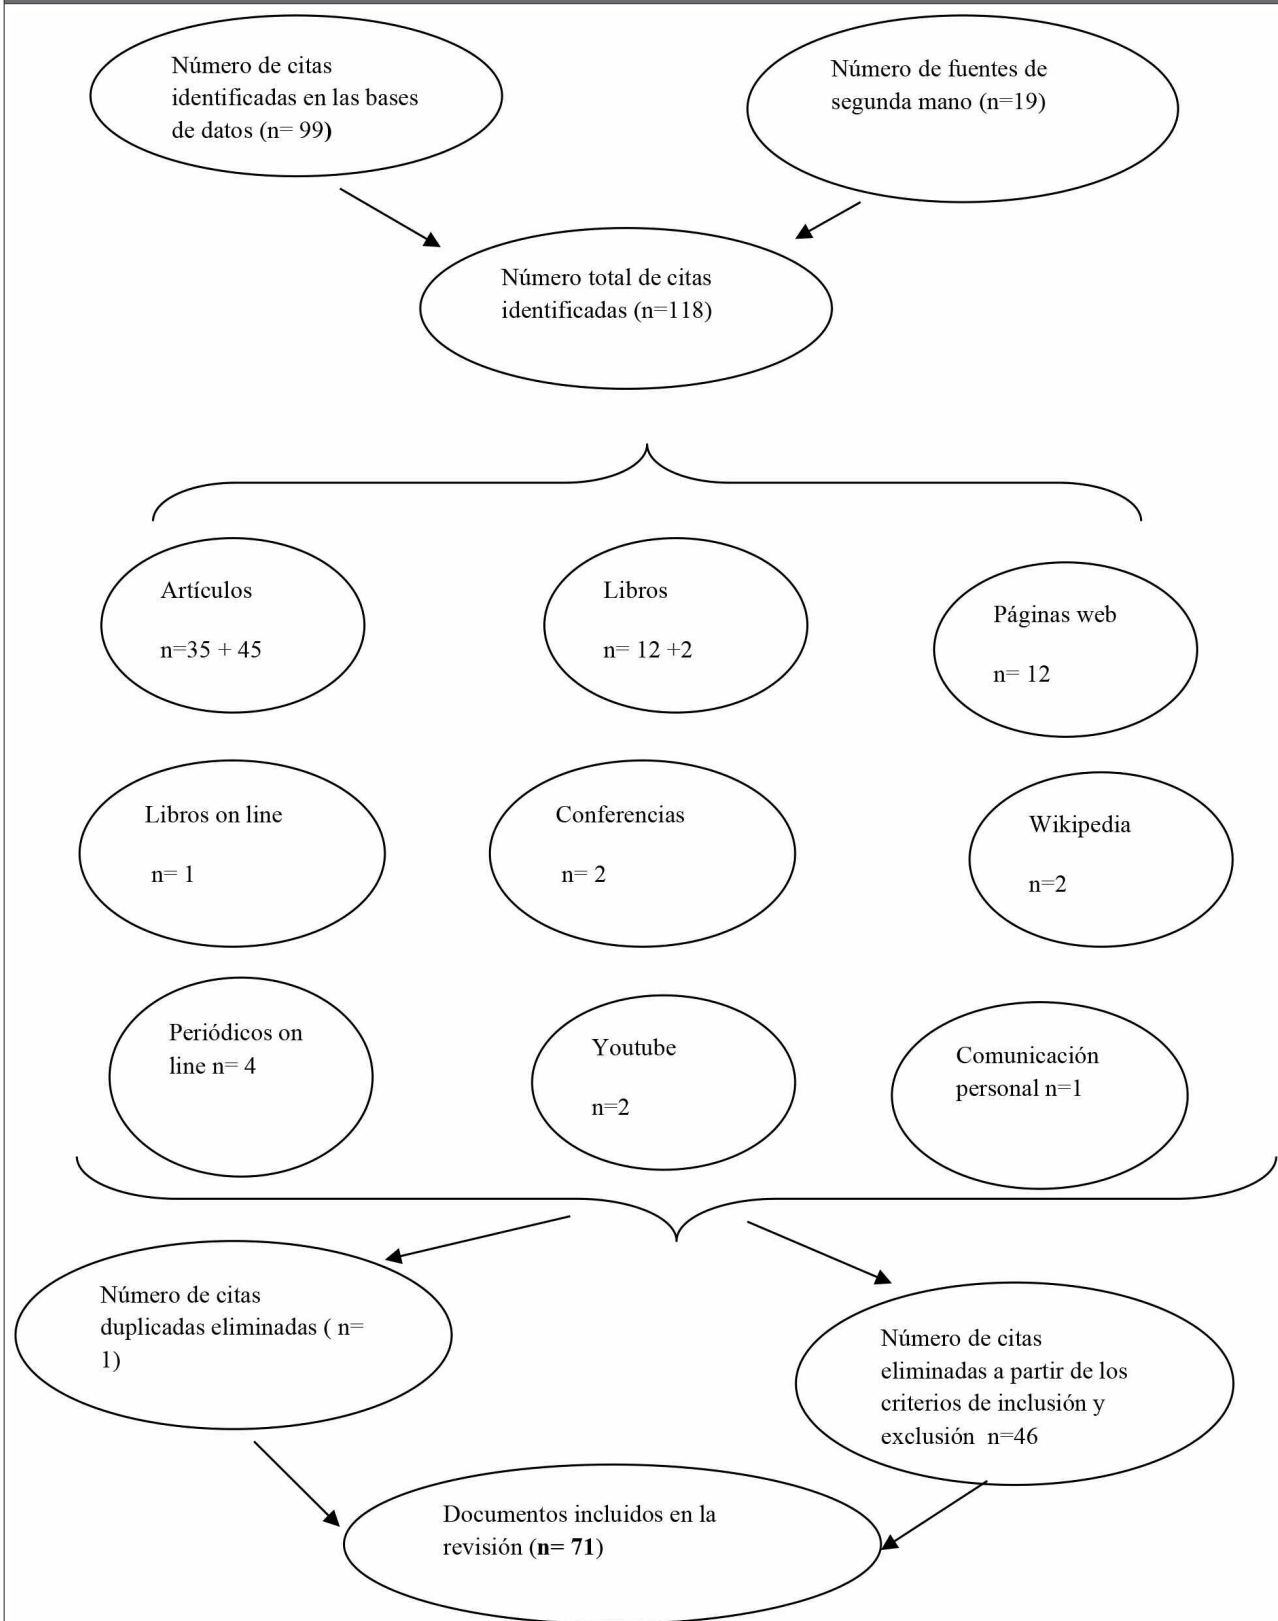 Número de citas
identificadas en las bases
de datos (n= 99)
Número de fuentes de
segunda mano (n=19)
Número total de citas
identificadas (n=118)
Artículos
n=35 + 45
Libros
n= 12 +2
Páginas web
n= 12
Libros on line
n= 1
Conferencias
n= 2
Wikipedia
n=2
Periódicos on
line n= 4
Youtube
n=2
Comunicación
personal n=1
Número de citas
duplicadas eliminadas ( n=
1)
Número de citas
eliminadas a partir de los
criterios de inclusión y
exclusión  n=46
Documentos incluidos en la
revisión (n= 71)